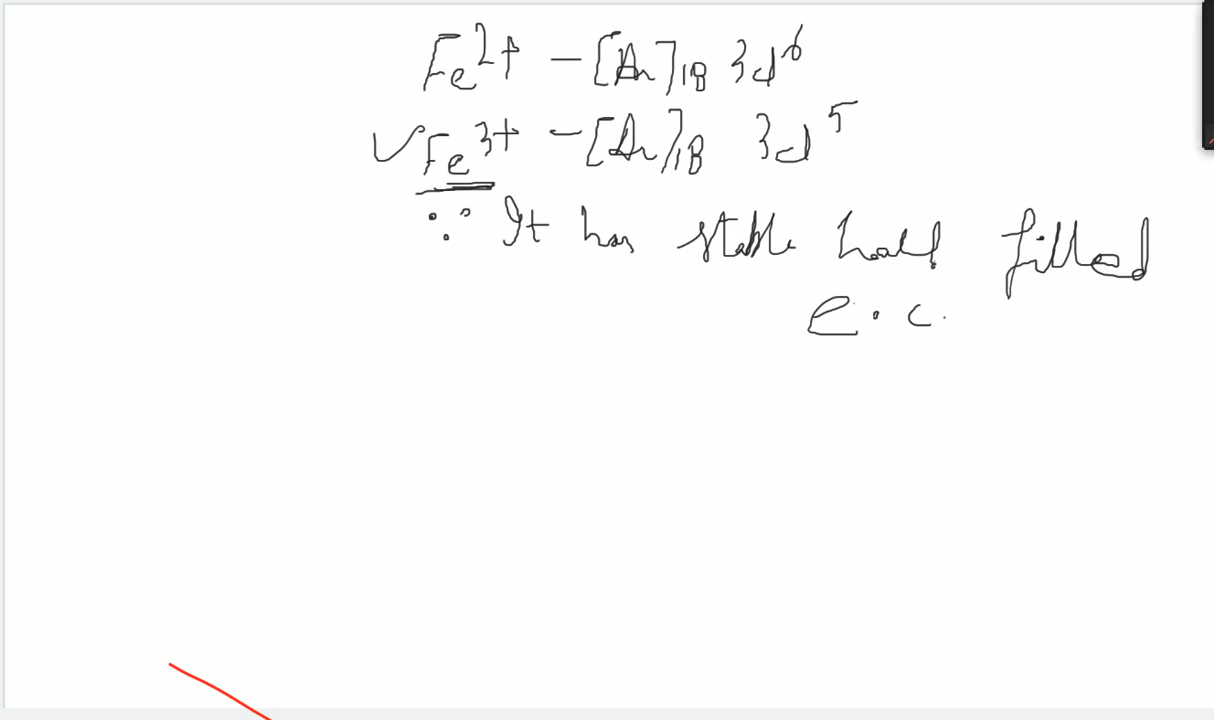 Fe²⁺ – [Ar]₁₈ 3d⁶
✓Fe³⁺ – [Ar]₁₈ 3d⁵
∵ It has stable half filled
e.c.